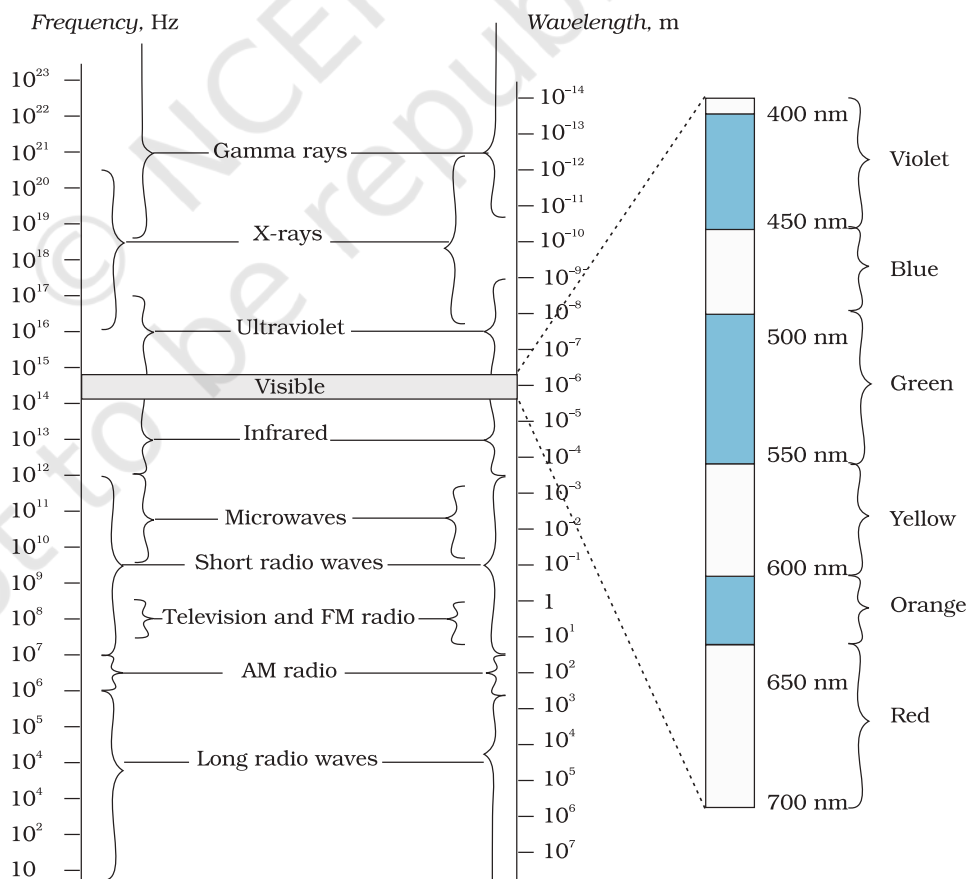 Frequency, Hz
Wavelength, m
10²³
10²²
10²¹
10²⁰
10¹⁹
10¹⁸
10¹⁷
10¹⁶
10¹⁵
10¹⁴
10¹³
10¹²
10¹¹
10¹⁰
10⁹
10⁸
10⁷
10⁶
10⁵
10⁴
10⁴
10²
10
Gamma rays
X-rays
Ultraviolet
Visible
Infrared
Microwaves
Short radio waves
Television and FM radio
AM radio
Long radio waves
10⁻¹⁴
10⁻¹³
10⁻¹²
10⁻¹¹
10⁻¹⁰
10⁻⁹
10⁻⁸
10⁻⁷
10⁻⁶
10⁻⁵
10⁻⁴
10⁻³
10⁻²
10⁻¹
1
10¹
10²
10³
10⁴
10⁵
10⁶
10⁷
400 nm
450 nm
500 nm
550 nm
600 nm
650 nm
700 nm
Violet
Blue
Green
Yellow
Orange
Red
© NCE
to be republi